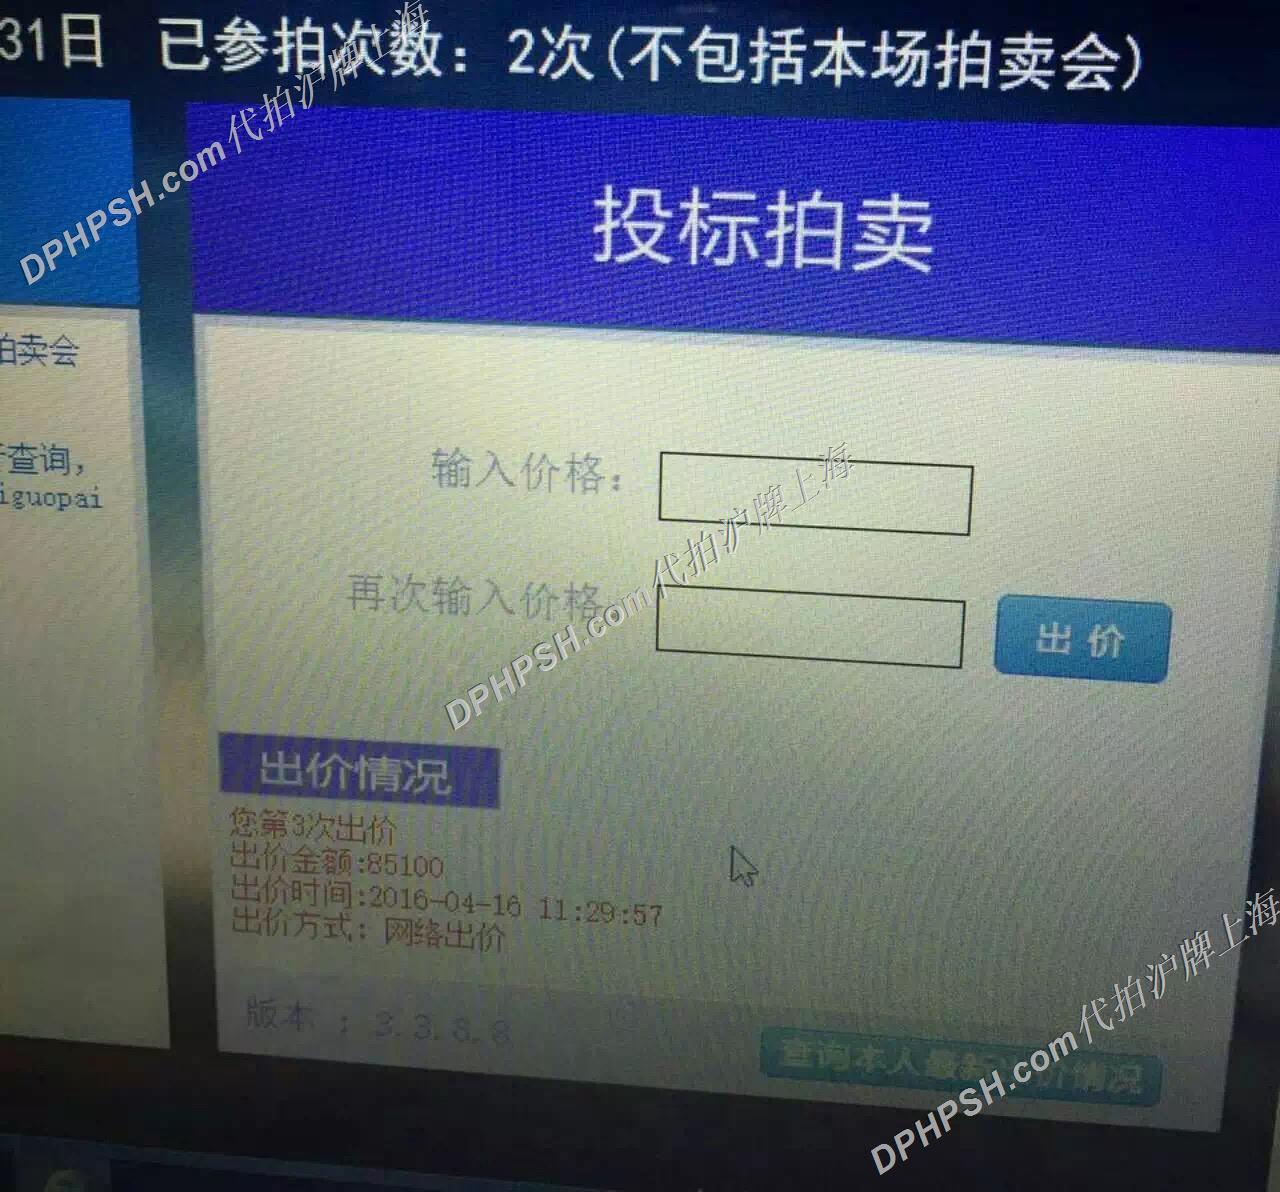 31日 已参拍次数：2次(不包括本场拍卖会)
投标拍卖
拍卖会
查询，
iguopai
输入价格：
再次输入价格：
出 价
出价情况
您第3次出价
出价金额:85100
出价时间:2016-04-16 11:29:57
出价方式：网络出价
版本 ：3.3.8.8
查询本人最新出价情况
DPHPSH.com代拍沪牌上海
DPHPSH.com代拍沪牌上海
DPHPSH.com代拍沪牌上海